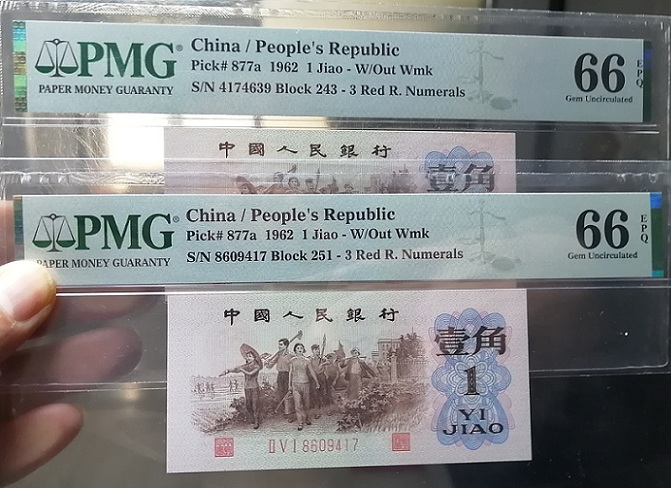 PMG®
PAPER MONEY GUARANTY
China / People's Republic
Pick# 877a 1962 1 Jiao - W/Out Wmk
S/N 4174639 Block 243 - 3 Red R. Numerals
66 EPQ
Gem Uncirculated
中國人民銀行
壹角
PMG®
PAPER MONEY GUARANTY
China / People's Republic
Pick# 877a 1962 1 Jiao - W/Out Wmk
S/N 8609417 Block 251 - 3 Red R. Numerals
66 EPQ
Gem Uncirculated
中國人民銀行
壹角
1
YI
JIAO
II V I 8609417